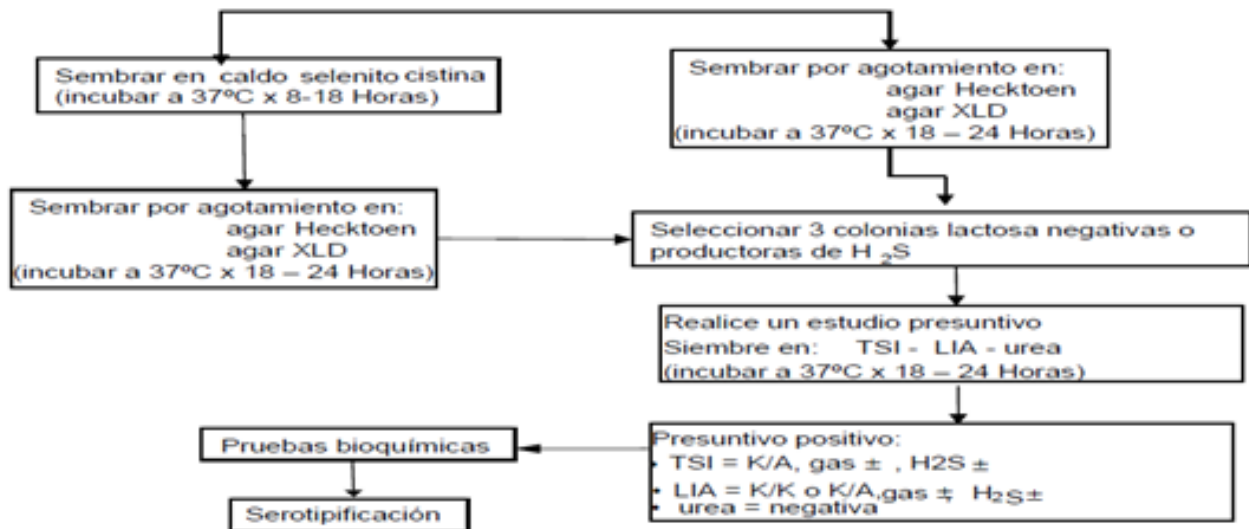 Sembrar en caldo selenito cistina
(incubar a 37ºC x 8-18 Horas)
Sembrar por agotamiento en:
agar Hecktoen
agar XLD
(incubar a 37ºC x 18 – 24 Horas)
Sembrar por agotamiento en:
agar Hecktoen
agar XLD
(incubar a 37ºC x 18 – 24 Horas)
Seleccionar 3 colonias lactosa negativas o
productoras de H 2S
Realice un estudio presuntivo
Siembre en: TSI - LIA - urea
(incubar a 37ºC x 18 – 24 Horas)
Presuntivo positivo:
• TSI = K/A, gas ± , H2S ±
• LIA = K/K o K/A,gas ±, H2S±
• urea = negativa
Pruebas bioquímicas
Serotipificación